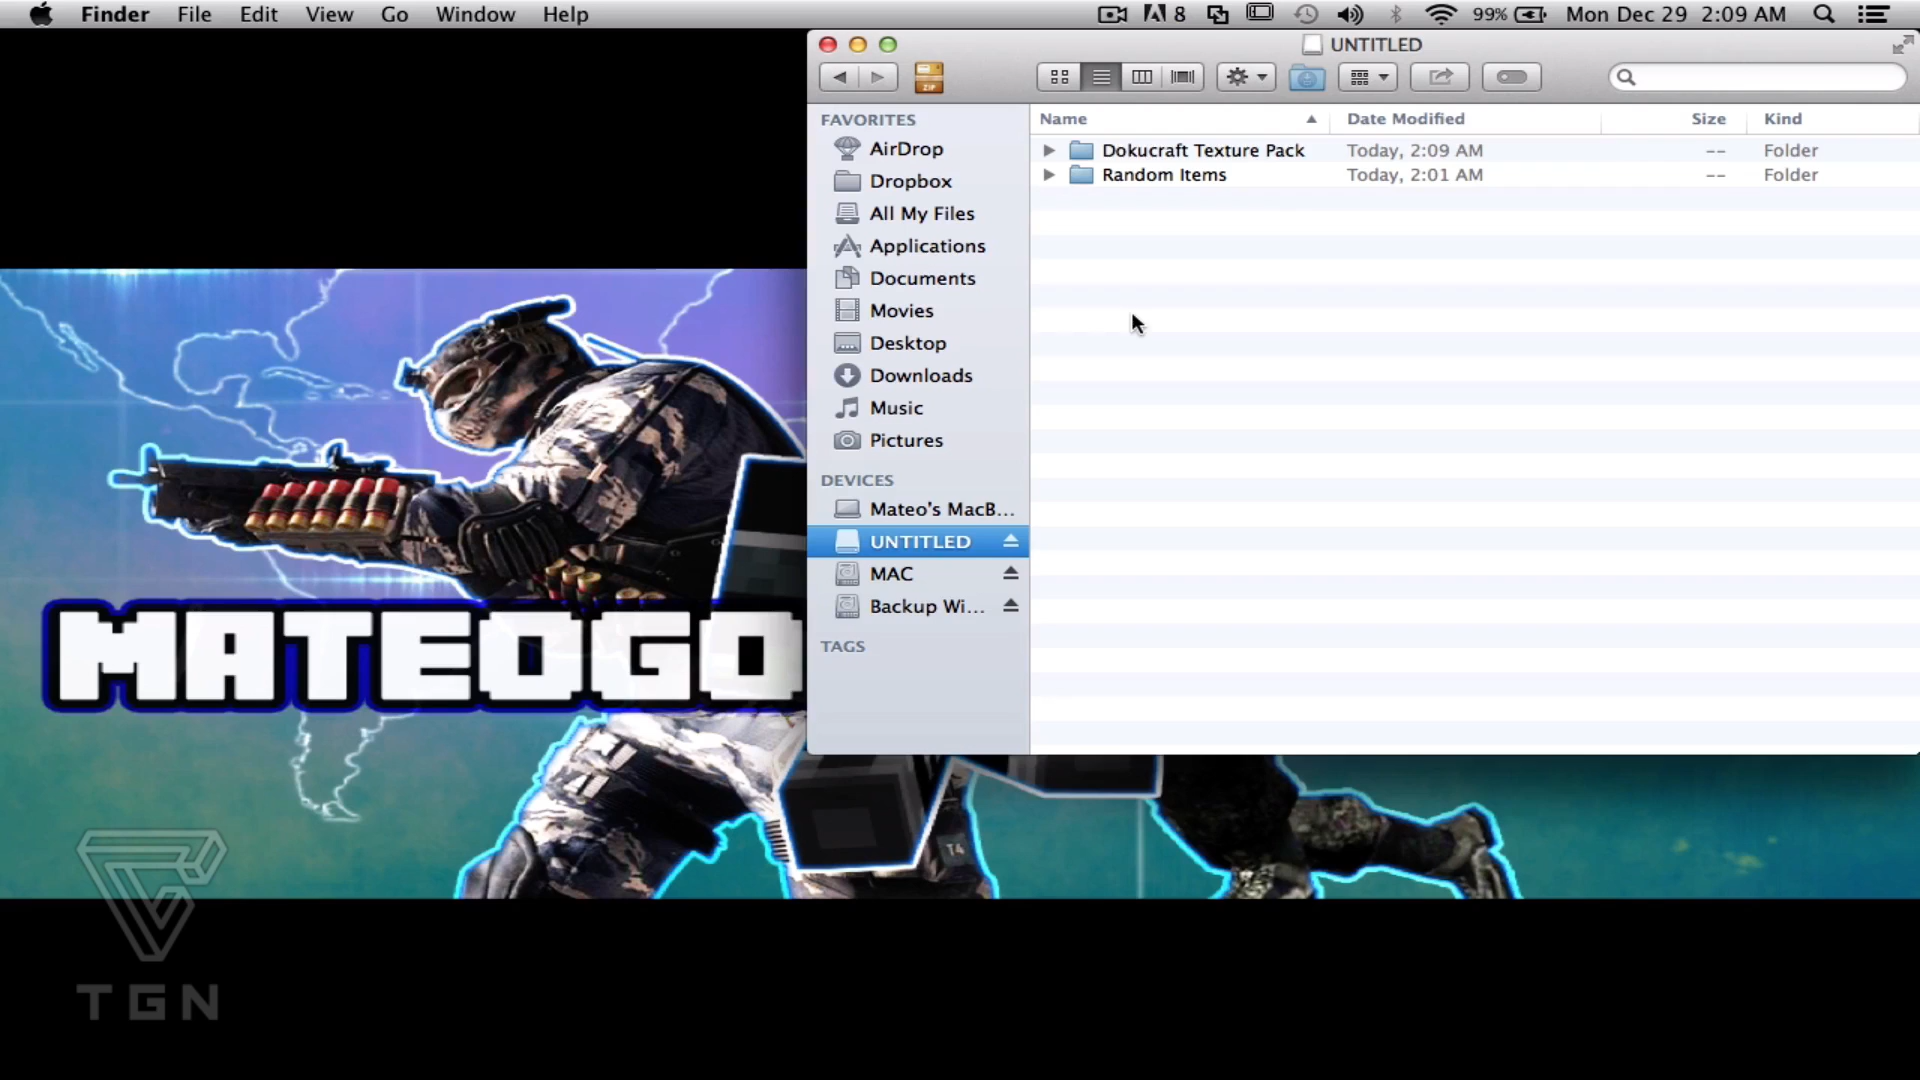 Finder File Edit View Go Window Help 8 99% Mon Dec 29 2:09 AM
UNTITLED
ZIP
FAVORITES
AirDrop
Dropbox
All My Files
Applications
Documents
Movies
Desktop
Downloads
Music
Pictures
DEVICES
Mateo's MacB...
UNTITLED
MAC
Backup Wi...
TAGS
Name Date Modified Size Kind
Dokucraft Texture Pack Today, 2:09 AM -- Folder
Random Items Today, 2:01 AM -- Folder
MATEOGO
T4
TGN